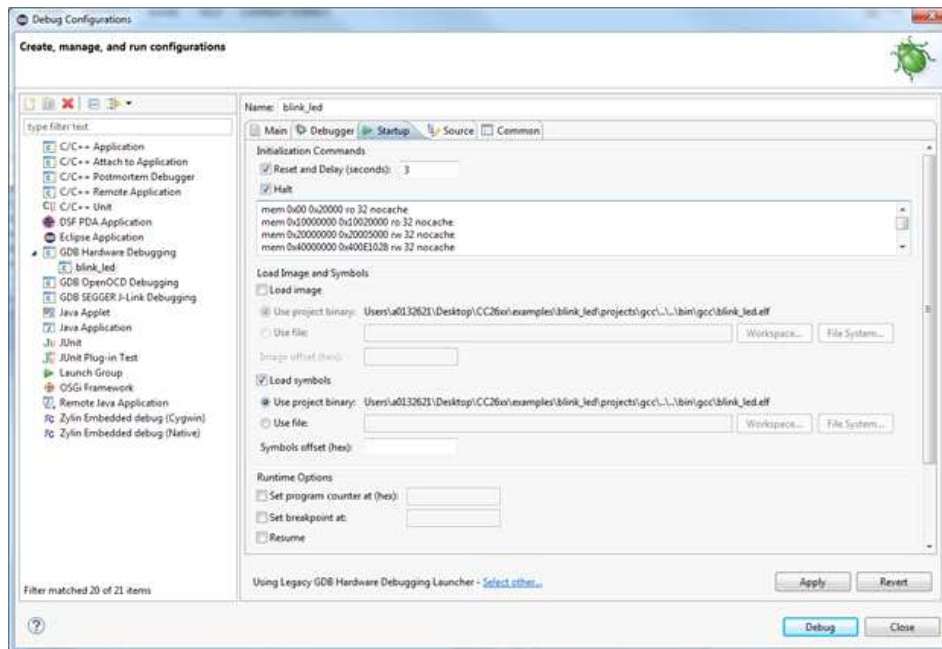 Debug Configurations
Create, manage, and run configurations
type filter text
C/C++ Application
C/C++ Attach to Application
C/C++ Postmortem Debugger
C/C++ Remote Application
C/C++ Unit
DSF PDA Application
Eclipse Application
GDB Hardware Debugging
blink_led
GDB OpenOCD Debugging
GDB SEGGER J-Link Debugging
Java Applet
Java Application
JUnit
JUnit Plug-in Test
Launch Group
OSGi Framework
Remote Java Application
Zylin Embedded debug (Cygwin)
Zylin Embedded debug (Native)
Filter matched 20 of 21 items
Name: blink_led
Main Debugger Startup Source Common
Initialization Commands
Reset and Delay (seconds): 3
Halt
mem 0x00 0x20000 ro 32 nocache
mem 0x10000000 0x10020000 ro 32 nocache
mem 0x20000000 0x20005000 rw 32 nocache
mem 0x40000000 0x400E1028 rw 32 nocache
Load Image and Symbols
Load image
Use project binary: Users\a0132621\Desktop\CC26xx\examples\blink_led\projects\gcc\..\..\bin\gcc\blink_led.elf
Use file: Workspace... File System...
Image offset (hex):
Load symbols
Use project binary: Users\a0132621\Desktop\CC26xx\examples\blink_led\projects\gcc\..\..\bin\gcc\blink_led.elf
Use file: Workspace... File System...
Symbols offset (hex):
Runtime Options
Set program counter at (hex):
Set breakpoint at:
Resume
Using Legacy GDB Hardware Debugging Launcher - Select other...
Apply Revert
Debug Close